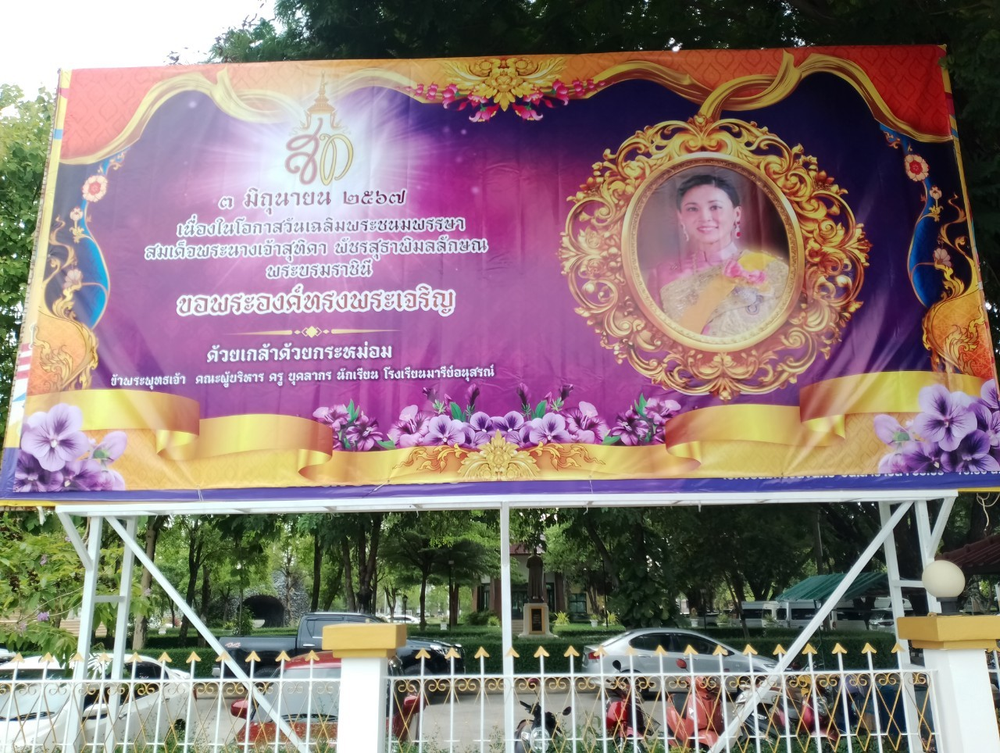 สท
๓ มิถุนายน ๒๕๖๗
เนื่องในโอกาสวันเฉลิมพระชนมพรรษา
สมเด็จพระนางเจ้าสุทิดา พัชรสุธาพิมลลักษณ
พระบรมราชินี
ขอพระองค์ทรงพระเจริญ
ด้วยเกล้าด้วยกระหม่อม
ข้าพระพุทธเจ้า คณะผู้บริหาร ครู บุคลากร นักเรียน โรงเรียนมารีย์อนุสรณ์